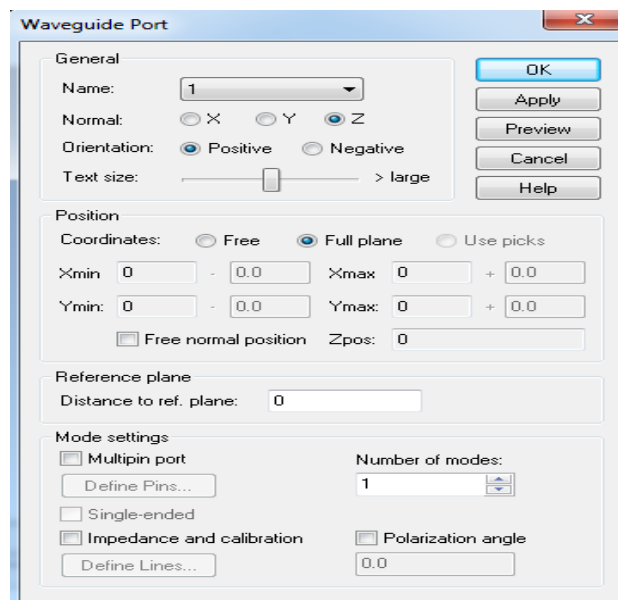 Waveguide Port
General
Name: 1
Normal: X Y Z
Orientation: Positive Negative
Text size: > large
OK
Apply
Preview
Cancel
Help
Position
Coordinates: Free Full plane Use picks
Xmin 0 - 0.0 Xmax 0 + 0.0
Ymin: 0 - 0.0 Ymax: 0 + 0.0
Free normal position Zpos: 0
Reference plane
Distance to ref. plane: 0
Mode settings
Multipin port Number of modes:
Define Pins... 1
Single-ended
Impedance and calibration Polarization angle
Define Lines... 0.0